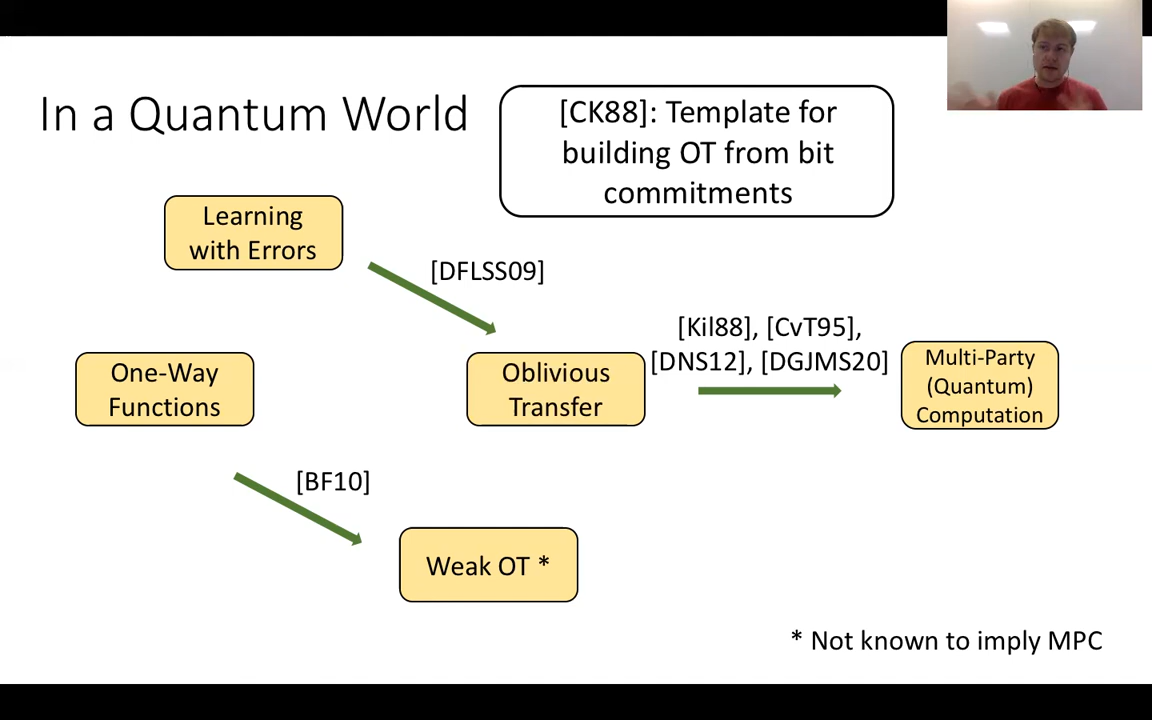 In a Quantum World
[CK88]: Template for
building OT from bit
commitments
Learning
with Errors
[DFLSS09]
[Kil88], [CvT95],
[DNS12], [DGJMS20]
One-Way
Functions
Oblivious
Transfer
Multi-Party
(Quantum)
Computation
[BF10]
Weak OT *
* Not known to imply MPC